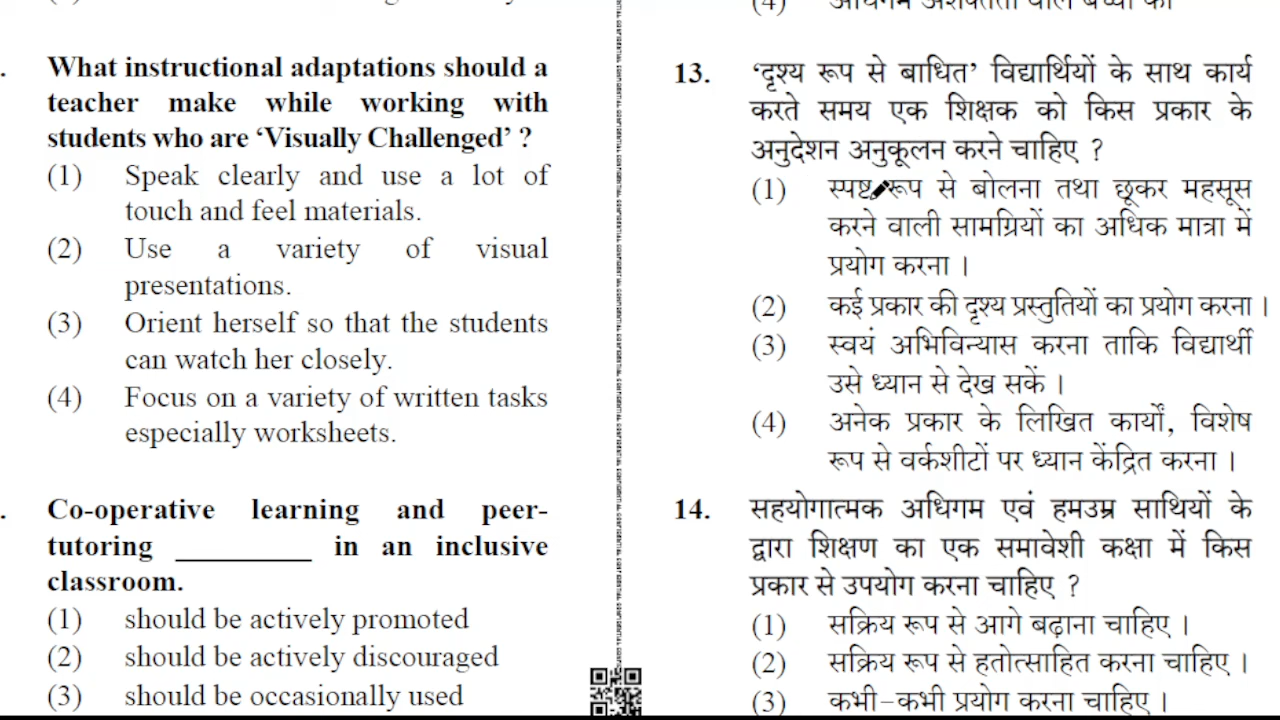 .
What instructional adaptations should a
teacher make while working with
students who are ‘Visually Challenged’ ?
(1) Speak clearly and use a lot of
touch and feel materials.
(2) Use a variety of visual
presentations.
(3) Orient herself so that the students
can watch her closely.
(4) Focus on a variety of written tasks
especially worksheets.
. Co-operative learning and peer-
tutoring __________ in an inclusive
classroom.
(1) should be actively promoted
(2) should be actively discouraged
(3) should be occasionally used
13. ‘दृश्य रूप से बाधित’ विद्यार्थियों के साथ कार्य
करते समय एक शिक्षक को किस प्रकार के
अनुदेशन अनुकूलन करने चाहिए ?
(1) स्पष्ट रूप से बोलना तथा छूकर महसूस
करने वाली सामग्रियों का अधिक मात्रा में
प्रयोग करना ।
(2) कई प्रकार की दृश्य प्रस्तुतियों का प्रयोग करना ।
(3) स्वयं अभिविन्यास करना ताकि विद्यार्थी
उसे ध्यान से देख सकें ।
(4) अनेक प्रकार के लिखित कार्यों, विशेष
रूप से वर्कशीटों पर ध्यान केंद्रित करना ।
14. सहयोगात्मक अधिगम एवं हमउम्र साथियों के
द्वारा शिक्षण का एक समावेशी कक्षा में किस
प्रकार से उपयोग करना चाहिए ?
(1) सक्रिय रूप से आगे बढ़ाना चाहिए ।
(2) सक्रिय रूप से हतोत्साहित करना चाहिए ।
(3) कभी-कभी प्रयोग करना चाहिए ।